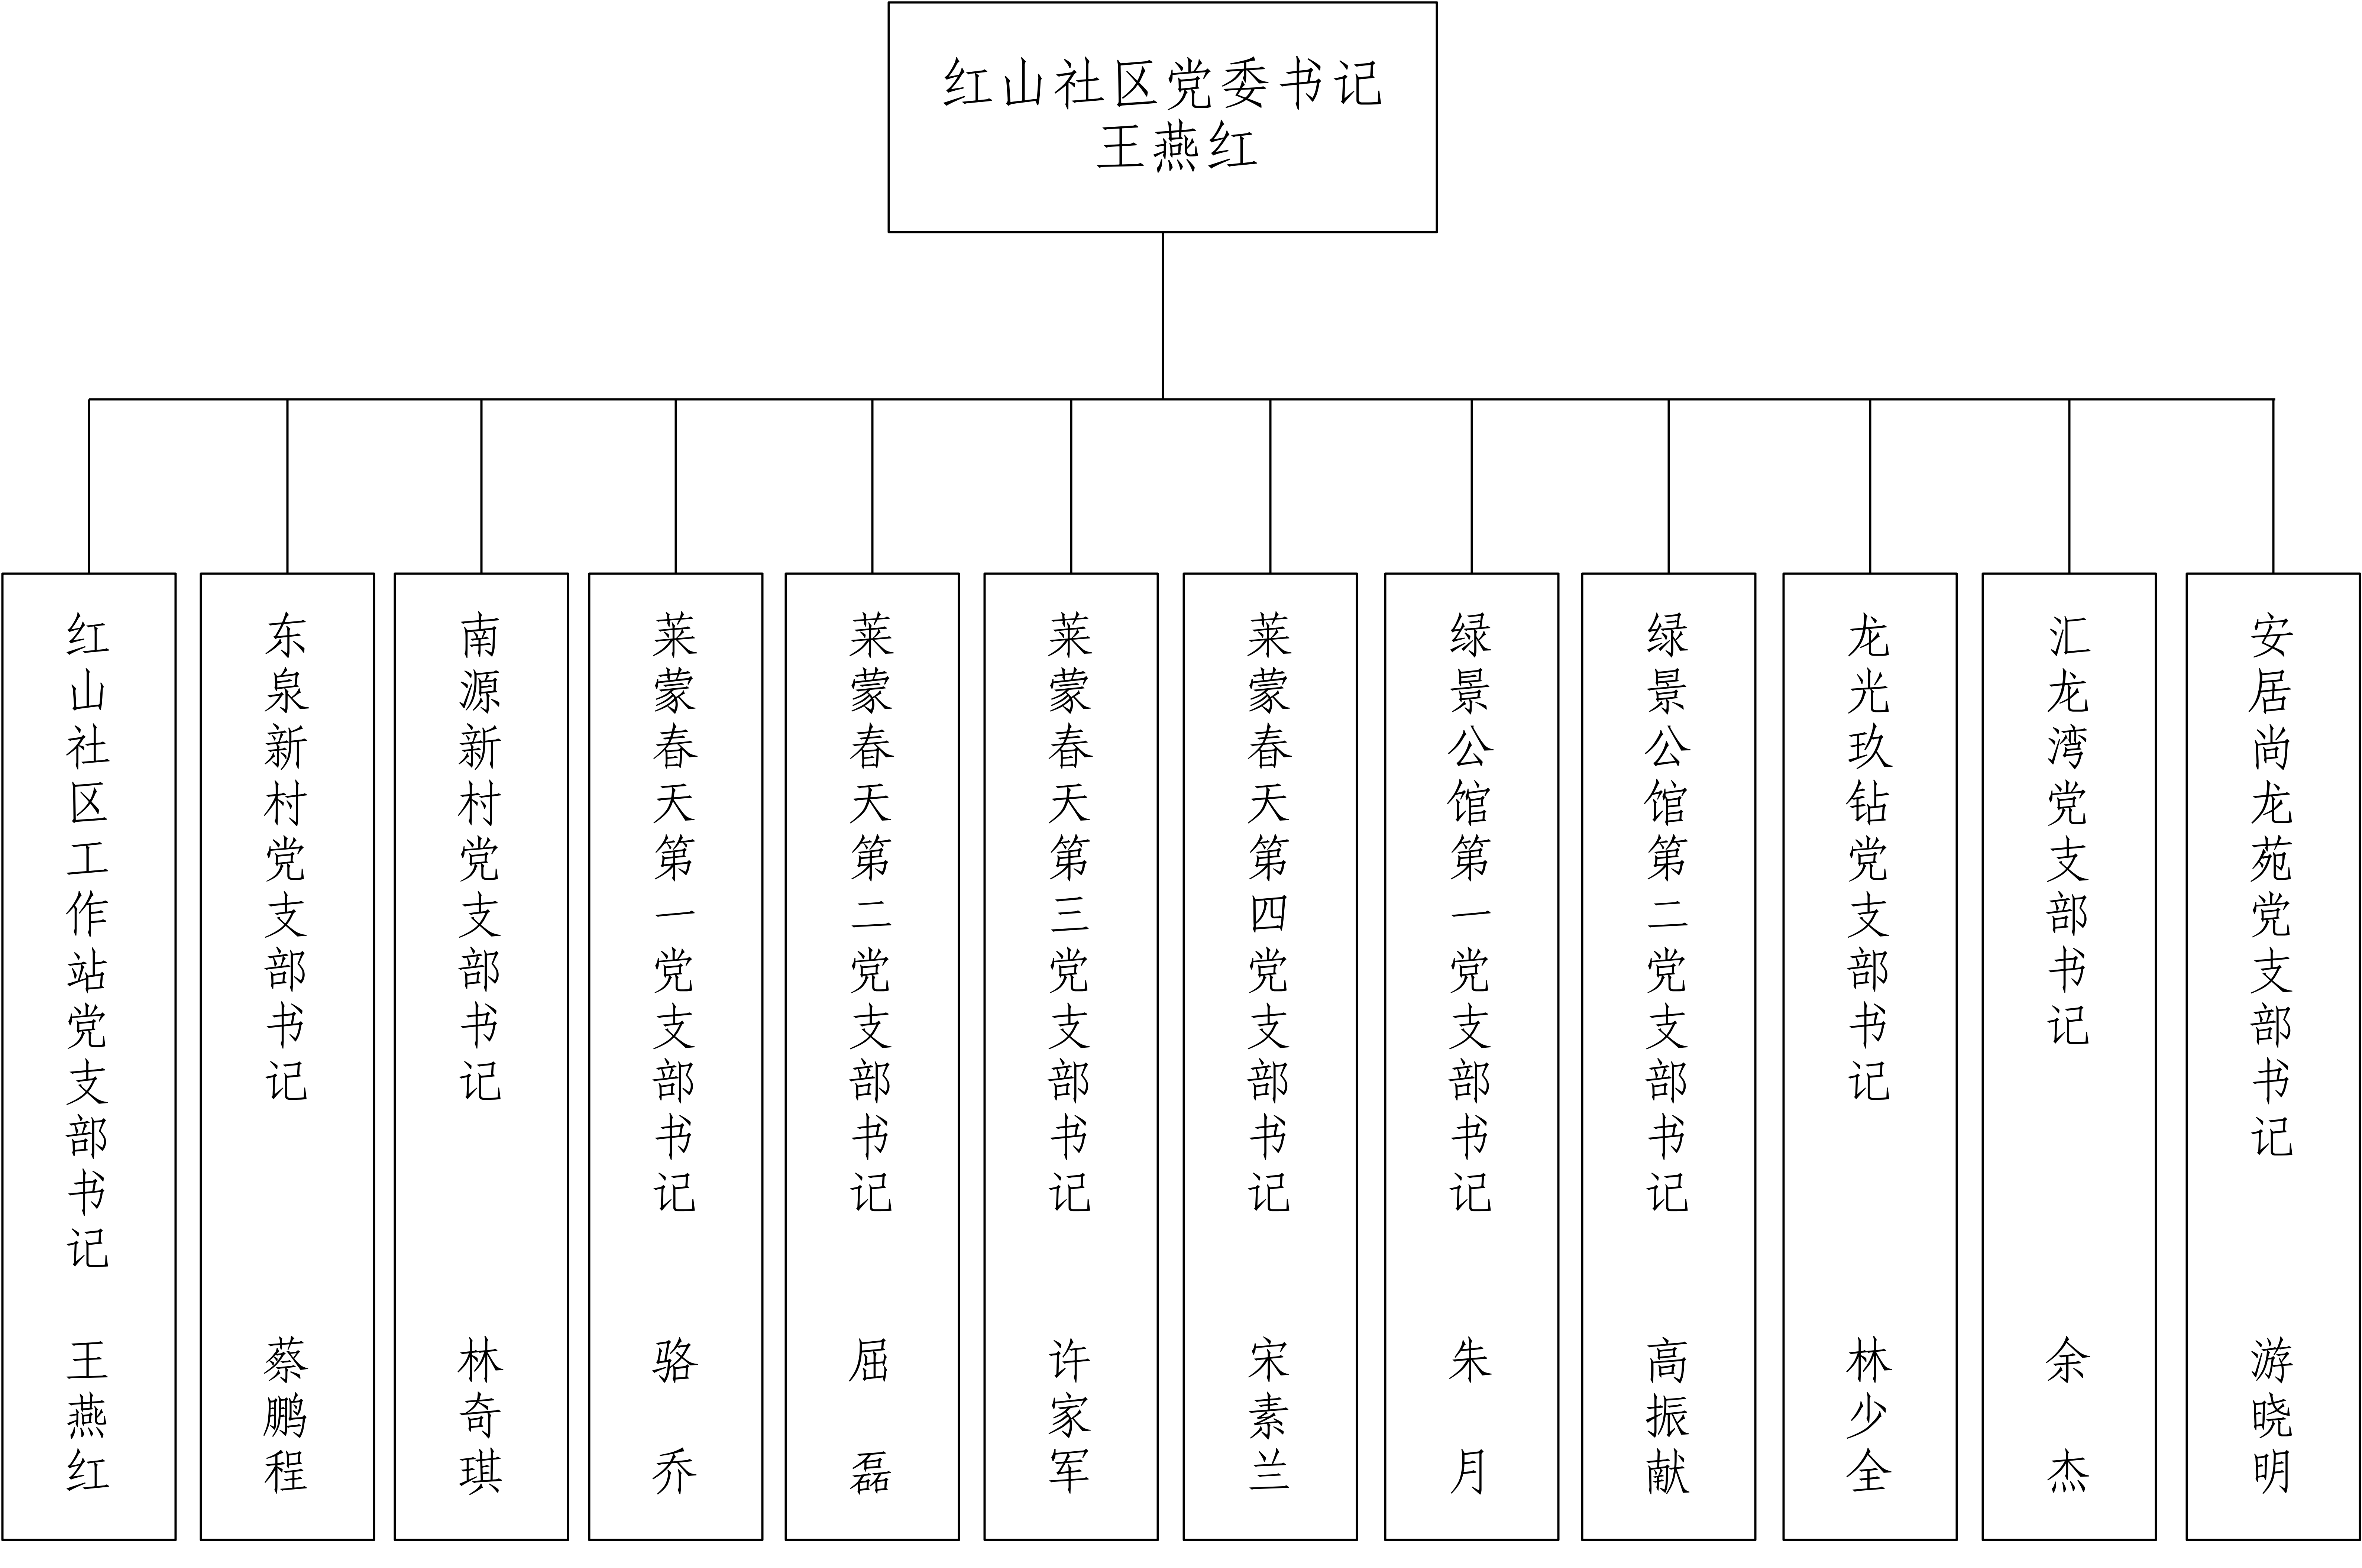 红山社区党委书记
王燕红
红山社区工作站党支部书记 王燕红
东泉新村党支部书记 蔡鹏程
南源新村党支部书记 林奇琪
莱蒙春天第一党支部书记 骆乔
莱蒙春天第二党支部书记 屈磊
莱蒙春天第三党支部书记 许家军
莱蒙春天第四党支部书记 宋素兰
绿景公馆第一党支部书记 朱月
绿景公馆第二党支部书记 高振献
龙光玖钻党支部书记 林少全
汇龙湾党支部书记 余杰
安居尚龙苑党支部书记 游晓明